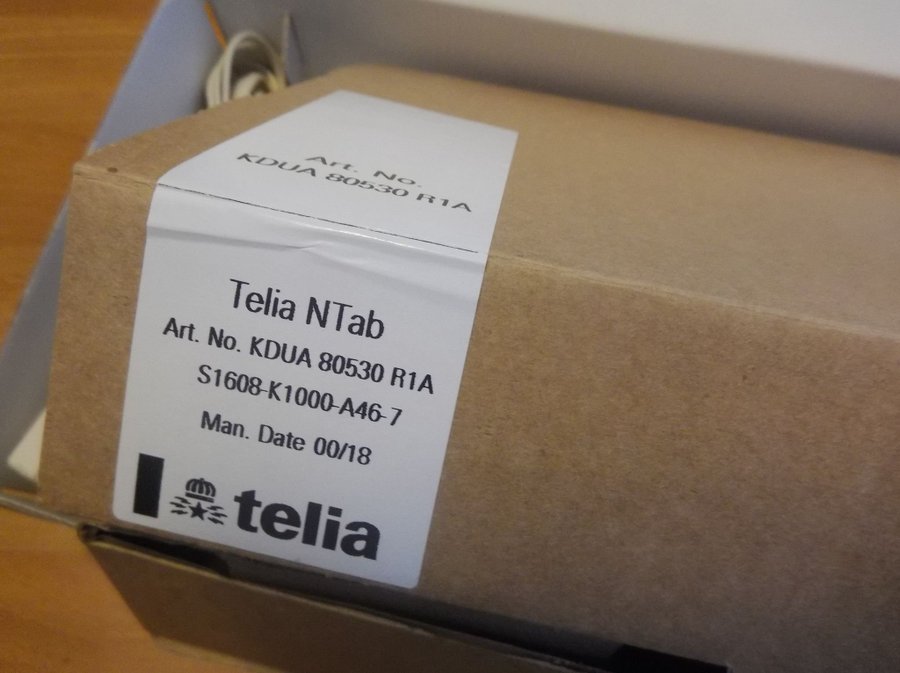 Art. No.
KDUA 80530 R1A
Telia NTab
Art. No. KDUA 80530 R1A
S1608-K1000-A46-7
Man. Date 00/18
telia